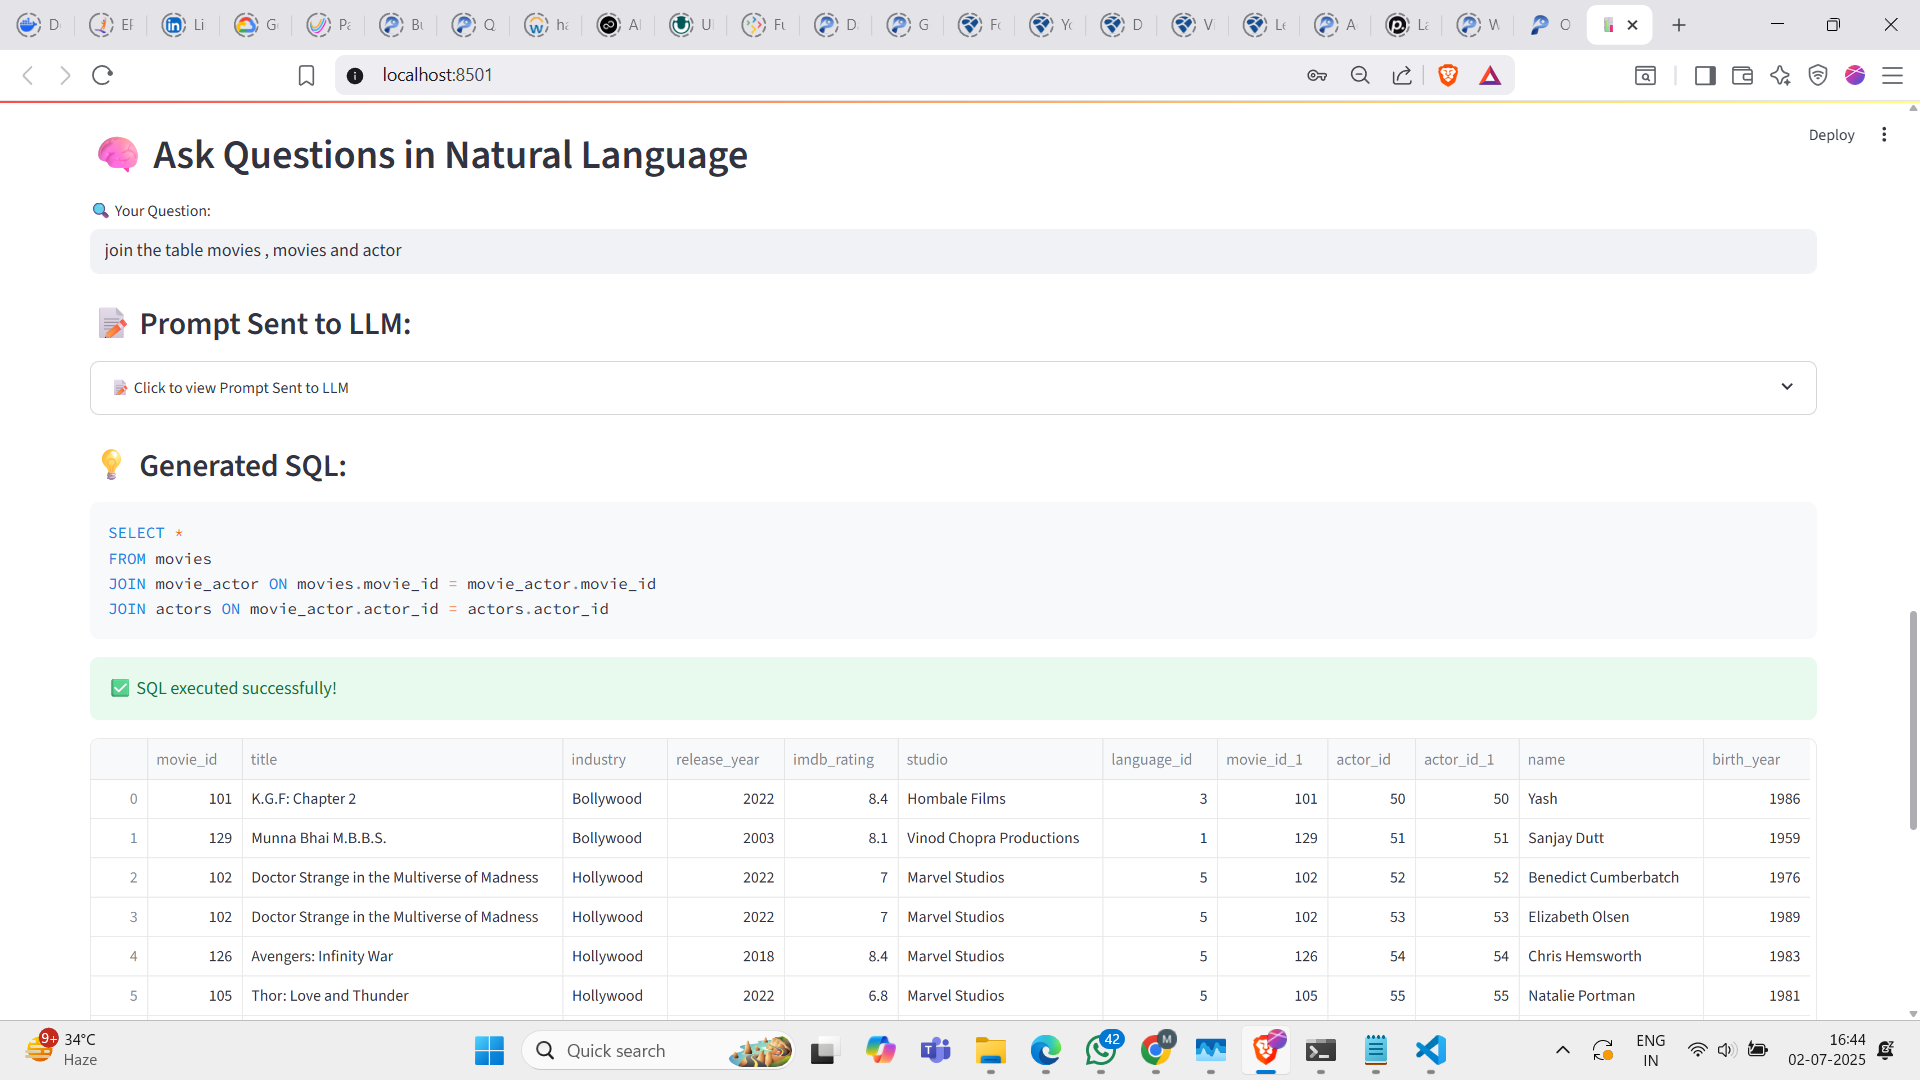 D
EF
Li
G
Pa
Bu
Q
ha
Al
U
Fu
D
G
Fo
Yo
D
Vi
Le
A
La
W
O
localhost:8501
Deploy
🧠 Ask Questions in Natural Language
🔍 Your Question:
join the table movies , movies and actor
📝 Prompt Sent to LLM:
📝 Click to view Prompt Sent to LLM
💡 Generated SQL:
SELECT *
FROM movies
JOIN movie_actor ON movies.movie_id = movie_actor.movie_id
JOIN actors ON movie_actor.actor_id = actors.actor_id
✅ SQL executed successfully!
movie_id title industry release_year imdb_rating studio language_id movie_id_1 actor_id actor_id_1 name birth_year
0 101 K.G.F: Chapter 2 Bollywood 2022 8.4 Hombale Films 3 101 50 50 Yash 1986
1 129 Munna Bhai M.B.B.S. Bollywood 2003 8.1 Vinod Chopra Productions 1 129 51 51 Sanjay Dutt 1959
2 102 Doctor Strange in the Multiverse of Madness Hollywood 2022 7 Marvel Studios 5 102 52 52 Benedict Cumberbatch 1976
3 102 Doctor Strange in the Multiverse of Madness Hollywood 2022 7 Marvel Studios 5 102 53 53 Elizabeth Olsen 1989
4 126 Avengers: Infinity War Hollywood 2018 8.4 Marvel Studios 5 126 54 54 Chris Hemsworth 1983
5 105 Thor: Love and Thunder Hollywood 2022 6.8 Marvel Studios 5 105 55 55 Natalie Portman 1981
9+
34°C
Haze
Quick search
42
M
ENG
IN
16:44
02-07-2025